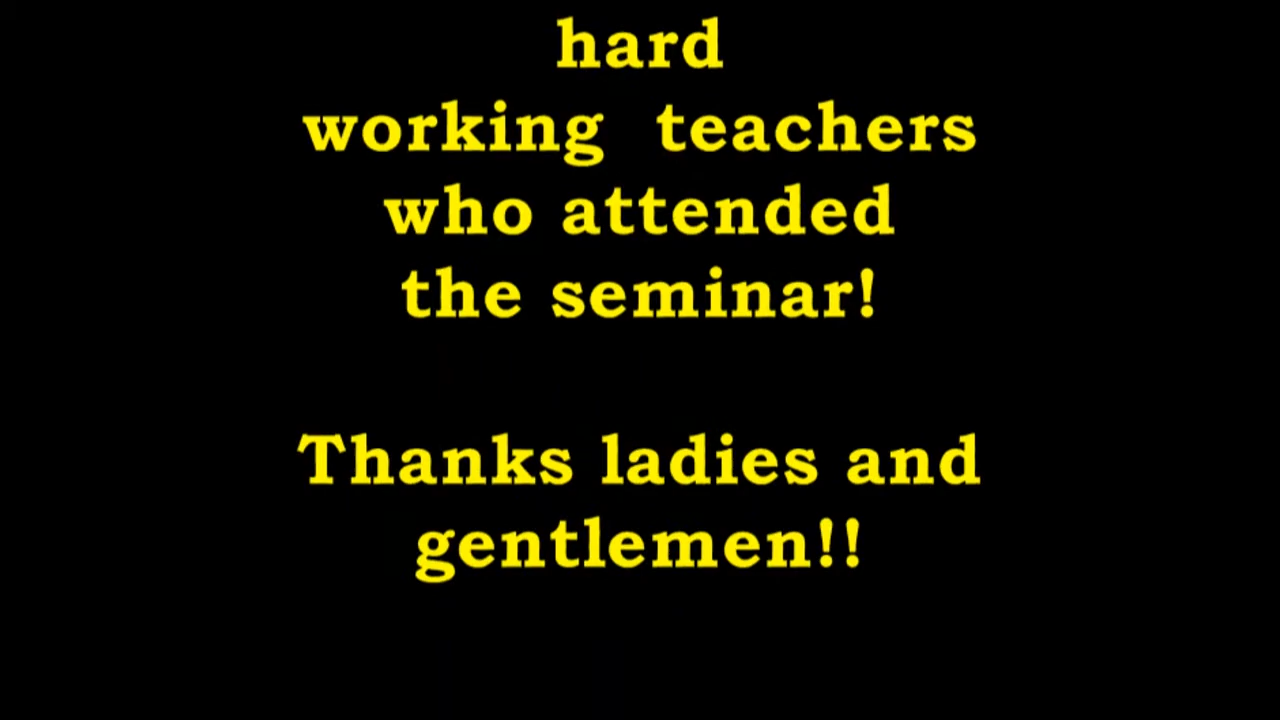 hard
working  teachers
who attended
the seminar!
Thanks ladies and
gentlemen!!